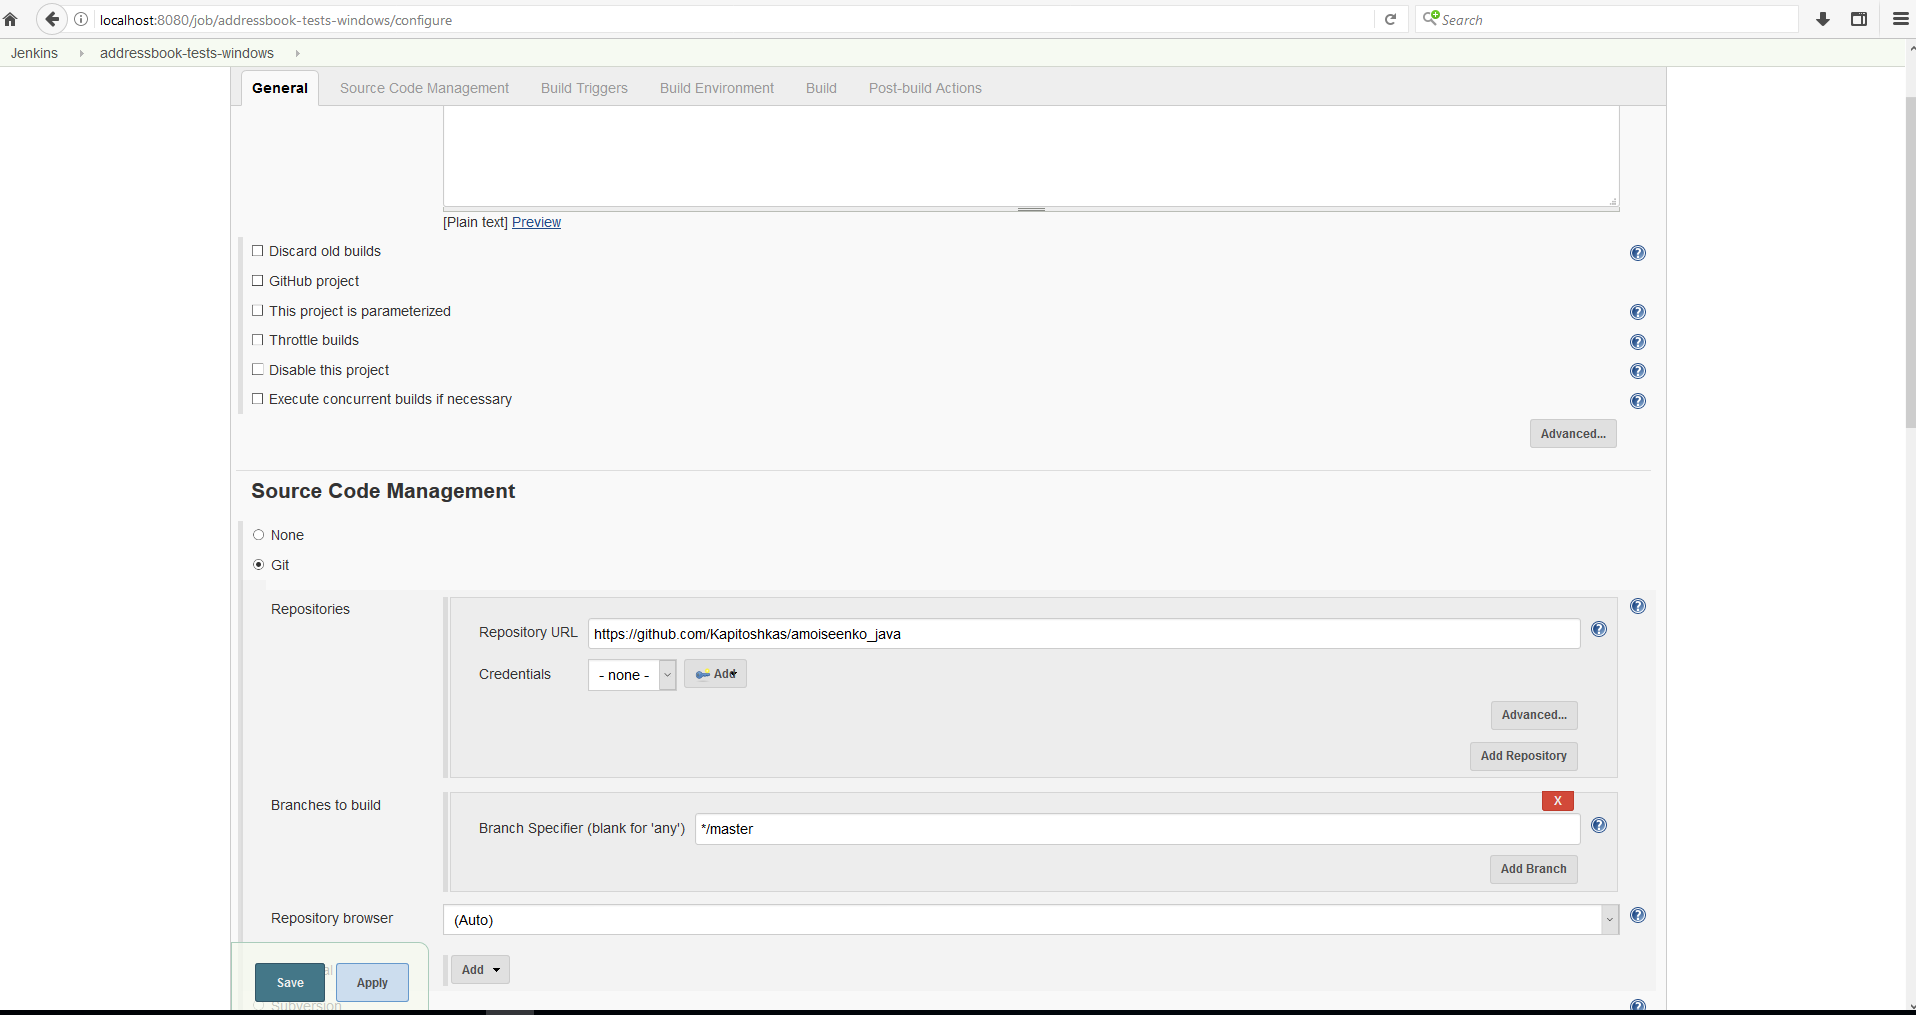 localhost:8080/job/addressbook-tests-windows/configure
Search
Jenkins addressbook-tests-windows
General Source Code Management Build Triggers Build Environment Build Post-build Actions
[Plain text] Preview
Discard old builds
GitHub project
This project is parameterized
Throttle builds
Disable this project
Execute concurrent builds if necessary
Advanced...
Source Code Management
None
Git
Repositories
Repository URL https://github.com/Kapitoshkas/amoiseenko_java
Credentials - none - Add
Advanced...
Add Repository
Branches to build
X
Branch Specifier (blank for 'any') */master
Add Branch
Repository browser (Auto)
Add
Save Apply
Subversion